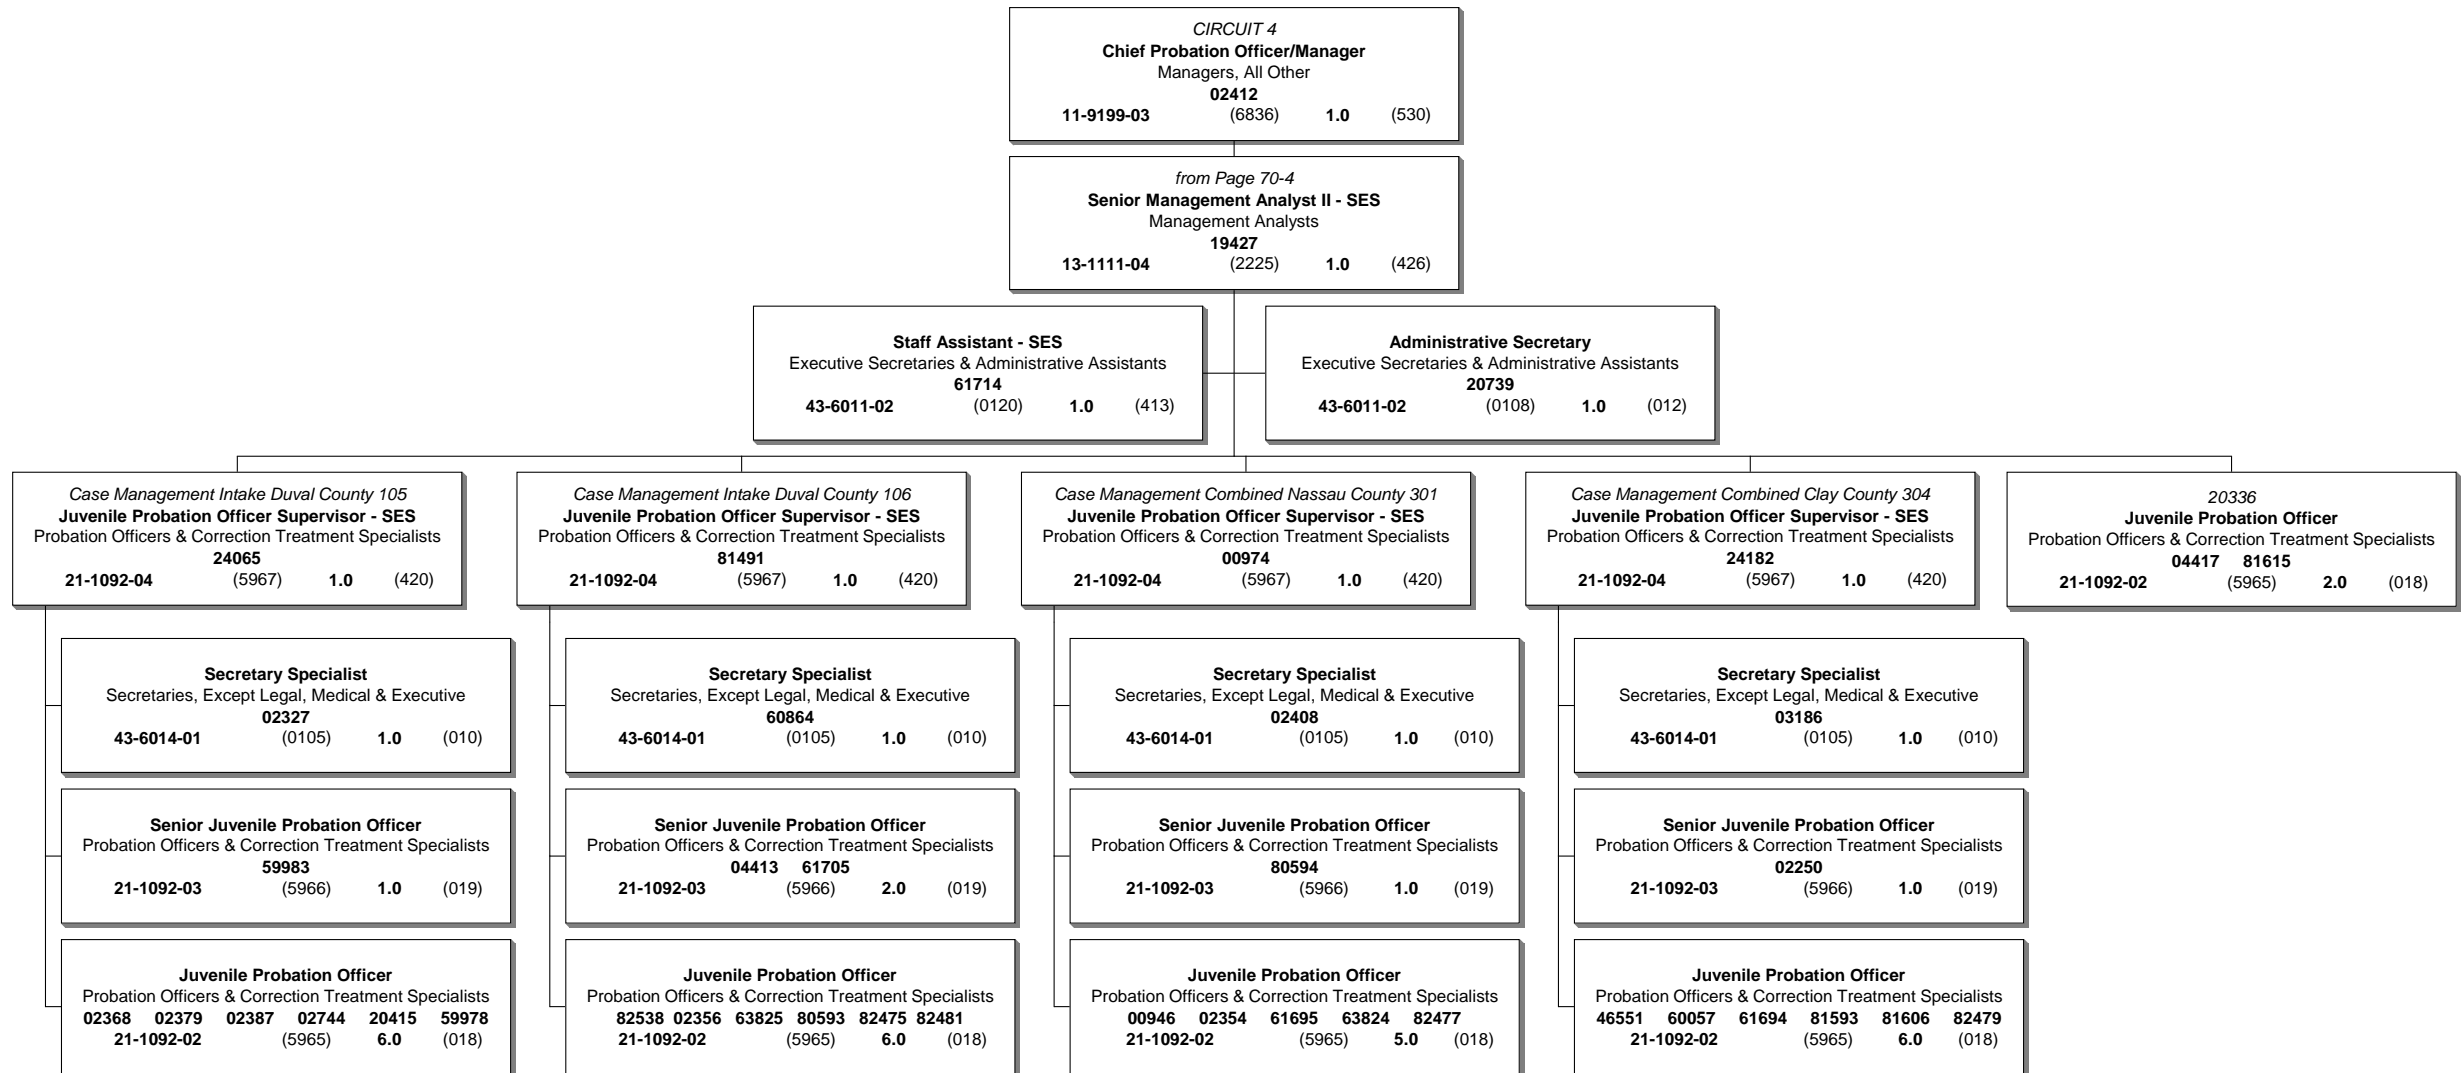 CIRCUIT 4
Chief Probation Officer/Manager
Managers, All Other
02412
11-9199-03 (6836) 1.0 (530)
from Page 70-4
Senior Management Analyst II - SES
Management Analysts
19427
13-1111-04 (2225) 1.0 (426)
Staff Assistant - SES
Executive Secretaries & Administrative Assistants
61714
43-6011-02 (0120) 1.0 (413)
Administrative Secretary
Executive Secretaries & Administrative Assistants
20739
43-6011-02 (0108) 1.0 (012)
Case Management Intake Duval County 105
Juvenile Probation Officer Supervisor - SES
Probation Officers & Correction Treatment Specialists
24065
21-1092-04 (5967) 1.0 (420)
Secretary Specialist
Secretaries, Except Legal, Medical & Executive
02327
43-6014-01 (0105) 1.0 (010)
Senior Juvenile Probation Officer
Probation Officers & Correction Treatment Specialists
59983
21-1092-03 (5966) 1.0 (019)
Juvenile Probation Officer
Probation Officers & Correction Treatment Specialists
02368 02379 02387 02744 20415 59978
21-1092-02 (5965) 6.0 (018)
Case Management Intake Duval County 106
Juvenile Probation Officer Supervisor - SES
Probation Officers & Correction Treatment Specialists
81491
21-1092-04 (5967) 1.0 (420)
Secretary Specialist
Secretaries, Except Legal, Medical & Executive
60864
43-6014-01 (0105) 1.0 (010)
Senior Juvenile Probation Officer
Probation Officers & Correction Treatment Specialists
04413 61705
21-1092-03 (5966) 2.0 (019)
Juvenile Probation Officer
Probation Officers & Correction Treatment Specialists
82538 02356 63825 80593 82475 82481
21-1092-02 (5965) 6.0 (018)
Case Management Combined Nassau County 301
Juvenile Probation Officer Supervisor - SES
Probation Officers & Correction Treatment Specialists
00974
21-1092-04 (5967) 1.0 (420)
Secretary Specialist
Secretaries, Except Legal, Medical & Executive
02408
43-6014-01 (0105) 1.0 (010)
Senior Juvenile Probation Officer
Probation Officers & Correction Treatment Specialists
80594
21-1092-03 (5966) 1.0 (019)
Juvenile Probation Officer
Probation Officers & Correction Treatment Specialists
00946 02354 61695 63824 82477
21-1092-02 (5965) 5.0 (018)
Case Management Combined Clay County 304
Juvenile Probation Officer Supervisor - SES
Probation Officers & Correction Treatment Specialists
24182
21-1092-04 (5967) 1.0 (420)
Secretary Specialist
Secretaries, Except Legal, Medical & Executive
03186
43-6014-01 (0105) 1.0 (010)
Senior Juvenile Probation Officer
Probation Officers & Correction Treatment Specialists
02250
21-1092-03 (5966) 1.0 (019)
Juvenile Probation Officer
Probation Officers & Correction Treatment Specialists
46551 60057 61694 81593 81606 82479
21-1092-02 (5965) 6.0 (018)
20336
Juvenile Probation Officer
Probation Officers & Correction Treatment Specialists
04417 81615
21-1092-02 (5965) 2.0 (018)